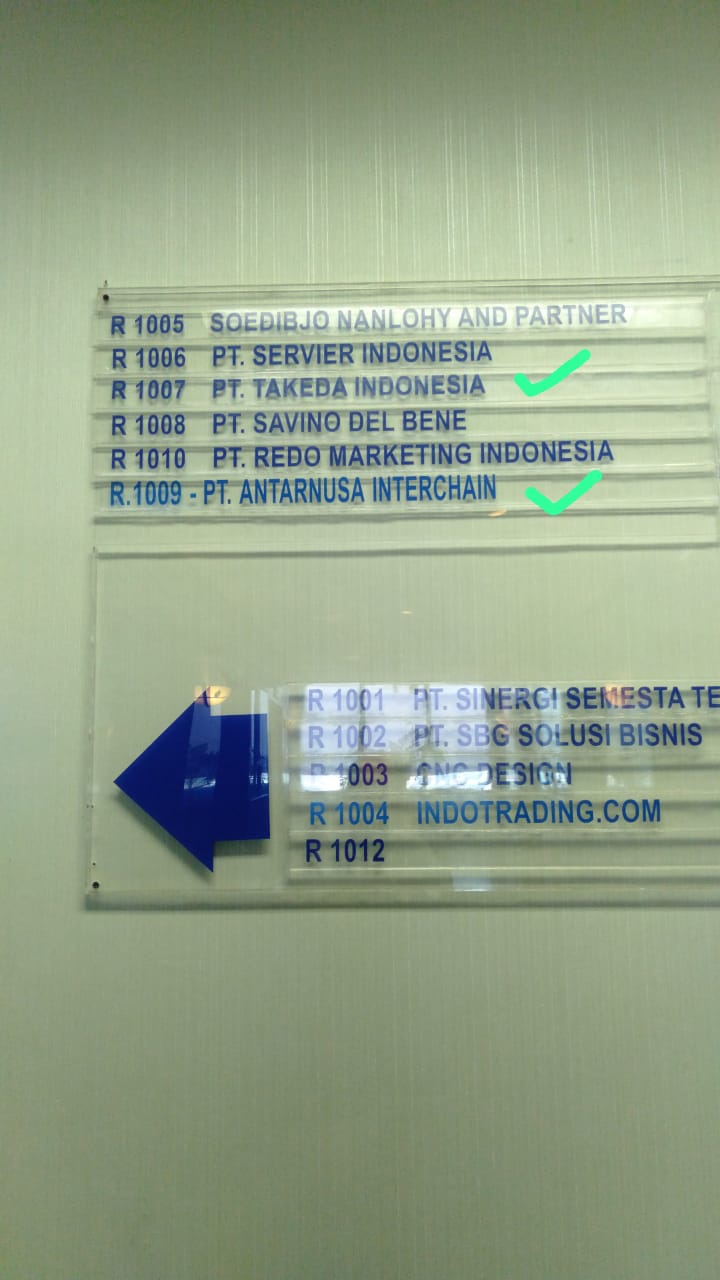 R 1005 SOEDIBJO NANLOHY AND PARTNER
R 1006 PT. SERVIER INDONESIA
R 1007 PT. TAKEDA INDONESIA
R 1008 PT. SAVINO DEL BENE
R 1010 PT. REDO MARKETING INDONESIA
R.1009 - PT. ANTARNUSA INTERCHAIN
R 1001 PT. SINERGI SEMESTA TE
R 1002 PT. SBG SOLUSI BISNIS
R 1003 CNC DESIGN
R 1004 INDOTRADING.COM
R 1012